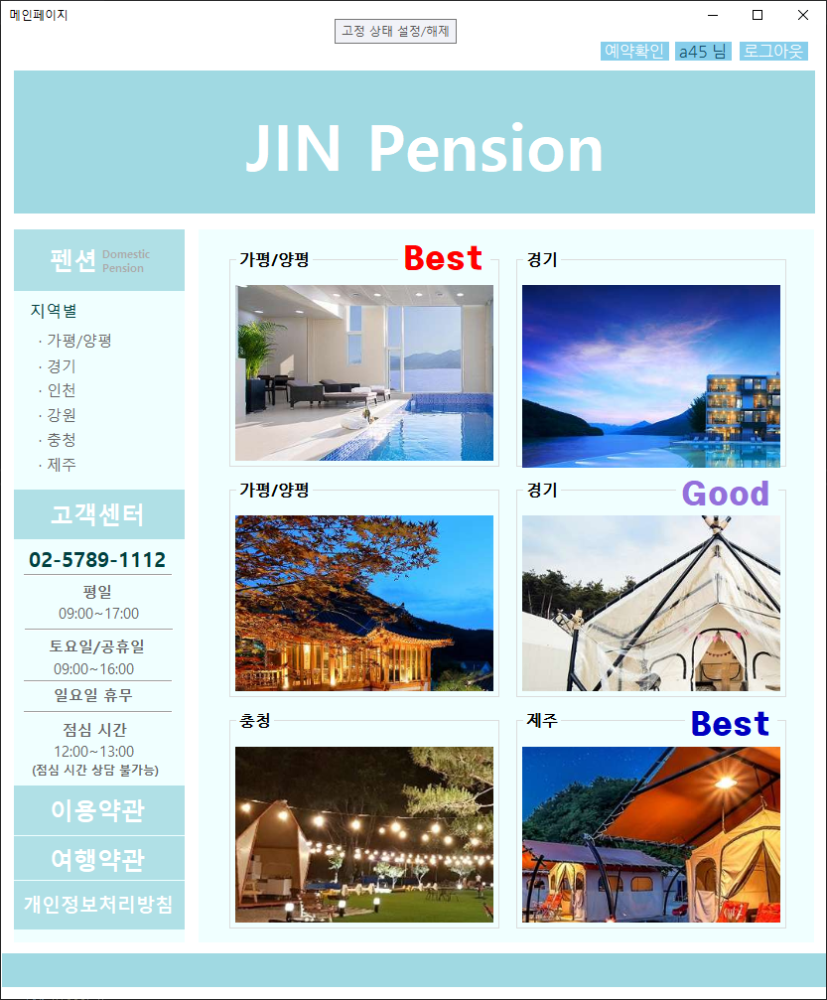 메인페이지
고정 상태 설정/해제
예약확인 a45 님 로그아웃
JIN Pension
펜션 Domestic
Pension
지역별
· 가평/양평
· 경기
· 인천
· 강원
· 충청
· 제주
고객센터
02-5789-1112
평일
09:00~17:00
토요일/공휴일
09:00~16:00
일요일 휴무
점심 시간
12:00~13:00
(점심 시간 상담 불가능)
이용약관
여행약관
개인정보처리방침
가평/양평 Best
경기
가평/양평
경기 Good
충청
제주 Best